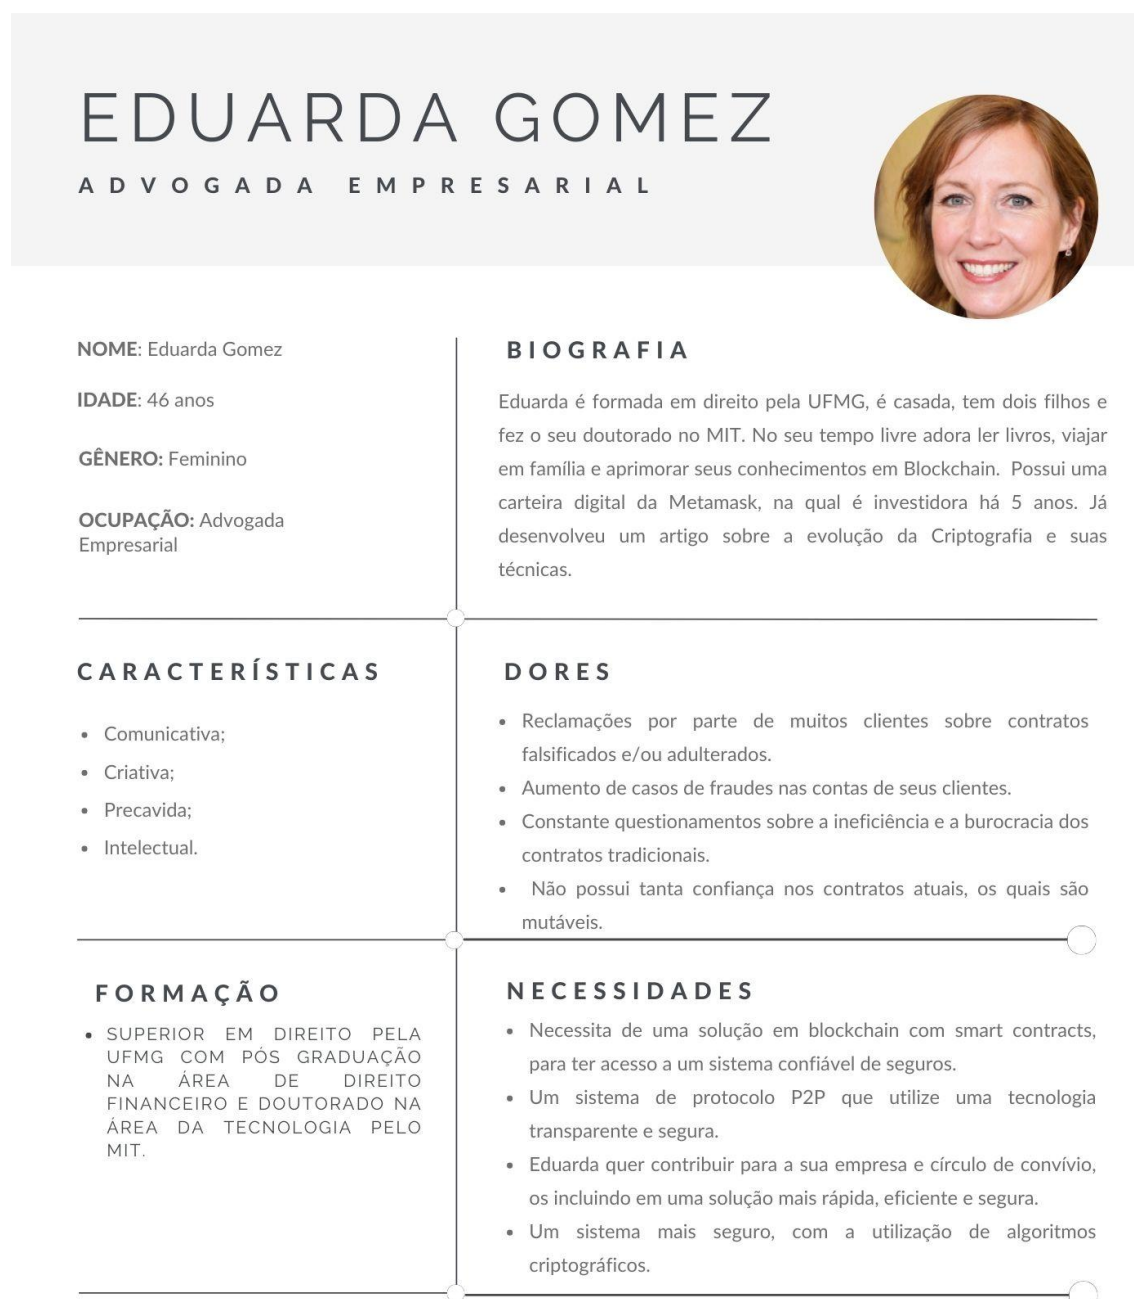 EDUARDA GOMEZ
ADVOGADA EMPRESARIAL
NOME: Eduarda Gomez
IDADE: 46 anos
GÊNERO: Feminino
OCUPAÇÃO: Advogada
Empresarial
BIOGRAFIA
Eduarda é formada em direito pela UFMG, é casada, tem dois filhos e
fez o seu doutorado no MIT. No seu tempo livre adora ler livros, viajar
em família e aprimorar seus conhecimentos em Blockchain. Possui uma
carteira digital da Metamask, na qual é investidora há 5 anos. Já
desenvolveu um artigo sobre a evolução da Criptografia e suas
técnicas.
CARACTERÍSTICAS
• Comunicativa;
• Criativa;
• Precavida;
• Intelectual.
DORES
• Reclamações por parte de muitos clientes sobre contratos
falsificados e/ou adulterados.
• Aumento de casos de fraudes nas contas de seus clientes.
• Constante questionamentos sobre a ineficiência e a burocracia dos
contratos tradicionais.
• Não possui tanta confiança nos contratos atuais, os quais são
mutáveis.
FORMAÇÃO
• SUPERIOR EM DIREITO PELA
UFMG COM PÓS GRADUAÇÃO
NA ÁREA DE DIREITO
FINANCEIRO E DOUTORADO NA
ÁREA DA TECNOLOGIA PELO
MIT.
NECESSIDADES
• Necessita de uma solução em blockchain com smart contracts,
para ter acesso a um sistema confiável de seguros.
• Um sistema de protocolo P2P que utilize uma tecnologia
transparente e segura.
• Eduarda quer contribuir para a sua empresa e círculo de convívio,
os incluindo em uma solução mais rápida, eficiente e segura.
• Um sistema mais seguro, com a utilização de algoritmos
criptográficos.